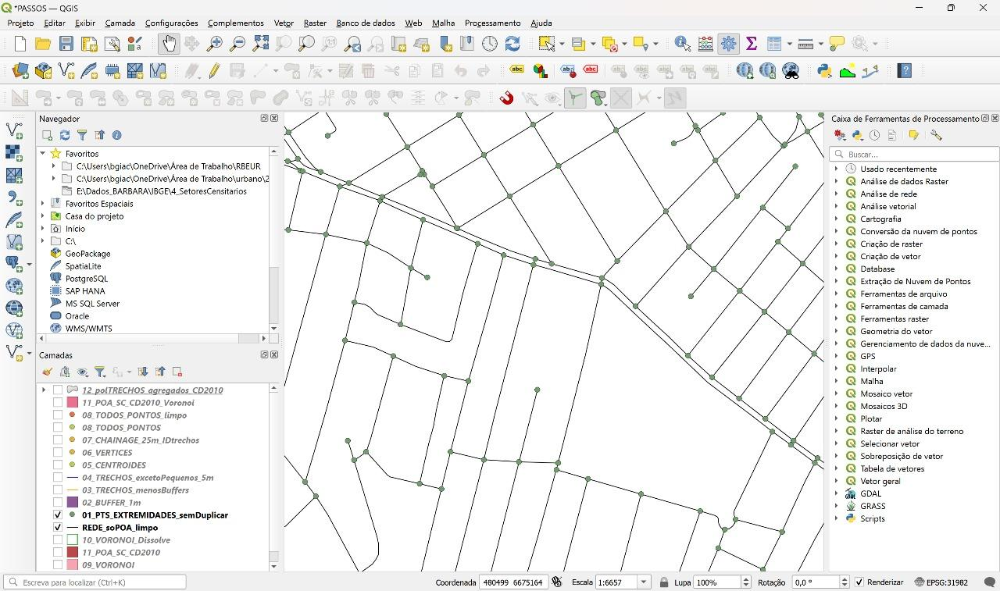 *PASSOS — QGIS
Projeto Editar Exibir Camada Configurações Complementos Vetor Raster Banco de dados Web Malha Processamento Ajuda
Navegador
Favoritos
C:\Users\bgiac\OneDrive\Área de Trabalho\RBEUR
C:\Users\bgiac\OneDrive\Área de Trabalho\urbano\2
E:\Dados_BARBARA\IBGE\4_SetoresCensitarios
Favoritos Espaciais
Casa do projeto
Início
C:\
GeoPackage
SpatiaLite
PostgreSQL
SAP HANA
MS SQL Server
Oracle
WMS/WMTS
Camadas
12_polTRECHOS_agregados_CD2010
11_POA_SC_CD2010_Voronoi
08_TODOS_PONTOS_limpo
08_TODOS_PONTOS
07_CHAINAGE_25m_IDtrechos
06_VERTICES
05_CENTROIDES
04_TRECHOS_excetoPequenos_5m
03_TRECHOS_menosBuffers
02_BUFFER_1m
01_PTS_EXTREMIDADES_semDuplicar
REDE_soPOA_limpo
10_VORONOI_Dissolve
11_POA_SC_CD2010
09_VORONOI
Caixa de Ferramentas de Processamento
Buscar...
Usado recentemente
Análise de dados Raster
Análise de rede
Análise vetorial
Cartografia
Conversão da nuvem de pontos
Criação de raster
Criação de vetor
Database
Extração de Nuvem de Pontos
Ferramentas de arquivo
Ferramentas de camada
Ferramentas raster
Geometria do vetor
Gerenciamento de dados da nuve...
GPS
Interpolar
Malha
Mosaico vetor
Mosaicos 3D
Plotar
Raster de análise do terreno
Selecionar vetor
Sobreposição de vetor
Tabela de vetores
Vetor geral
GDAL
GRASS
Scripts
Escreva para localizar (Ctrl+K) Coordenada 480499 6675164 Escala 1:6657 Lupa 100% Rotação 0,0 ° Renderizar EPSG:31982